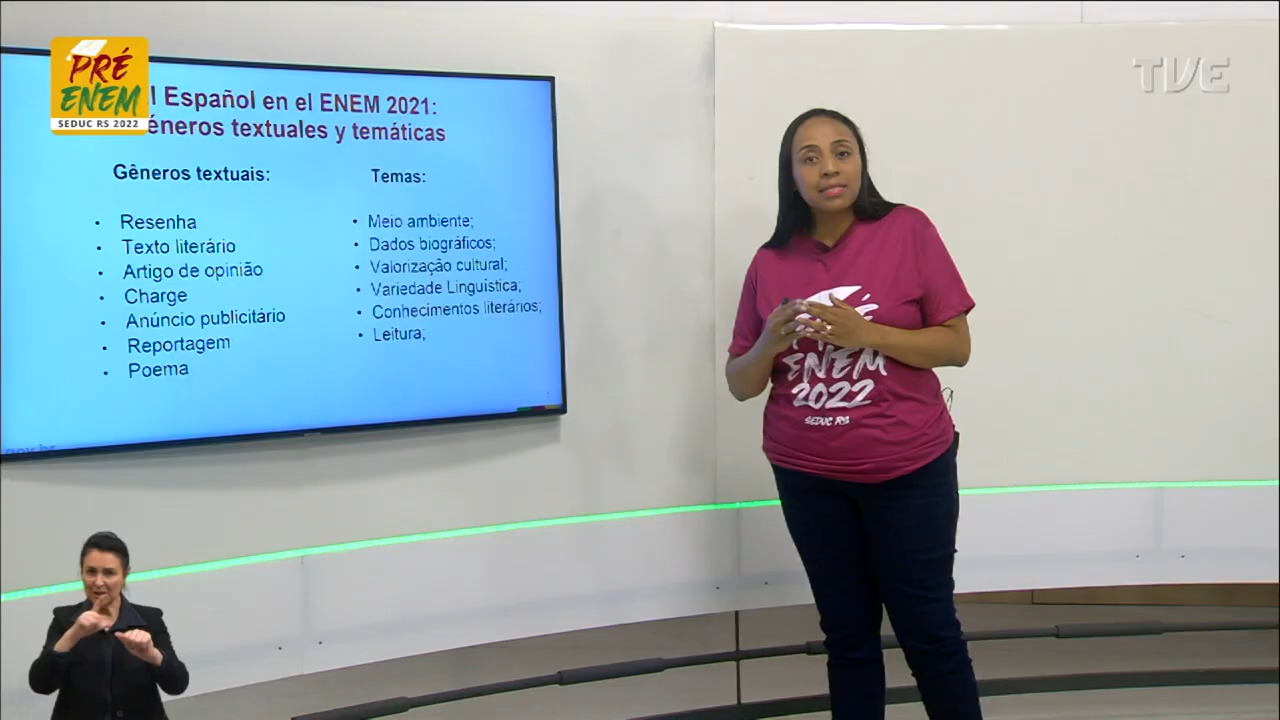 PRÉ
ENEM
SEDUC RS 2022
l Español en el ENEM 2021:
éneros textuales y temáticas
Gêneros textuais:
• Resenha
• Texto literário
• Artigo de opinião
• Charge
• Anúncio publicitário
• Reportagem
• Poema
Temas:
• Meio ambiente;
• Dados biográficos;
• Valorização cultural;
• Variedade Linguística;
• Conhecimentos literários;
• Leitura;
TVE
ENEM
2022
SEDUC RS